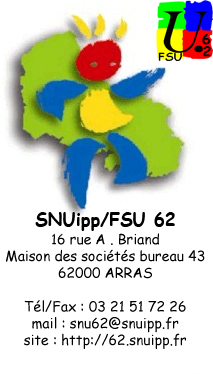 U.
62
FSU
SNUipp/FSU 62
16 rue A . Briand
Maison des sociétés bureau 43
62000 ARRAS
Tél/Fax : 03 21 51 72 26
mail : snu62@snuipp.fr
site : http://62.snuipp.fr